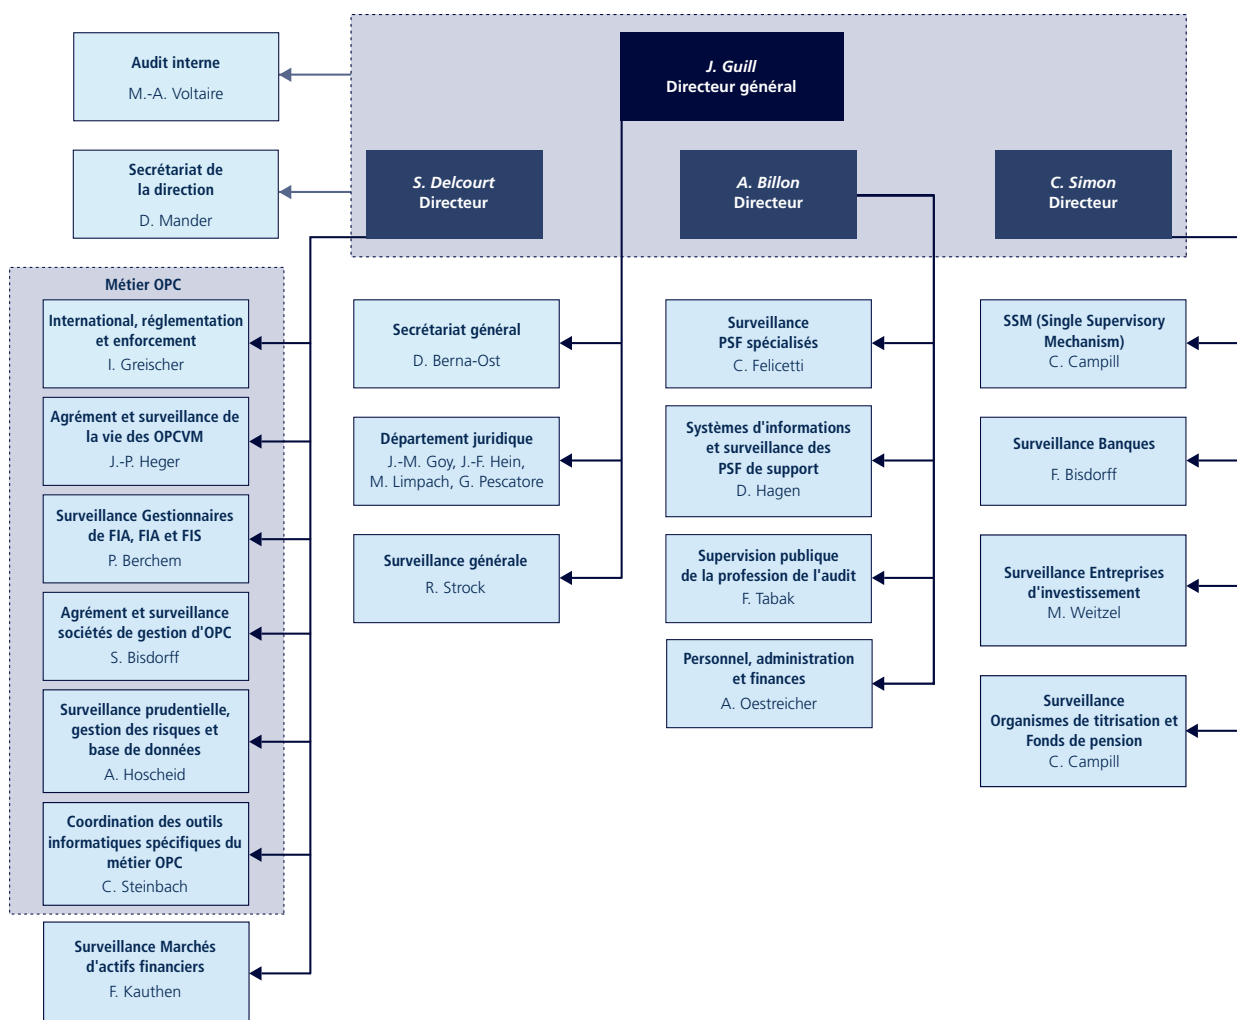 Audit interne
M.-A. Voltaire
J. Guill
Directeur général
Secrétariat de
la direction
D. Mander
S. Delcourt
Directeur
A. Billon
Directeur
C. Simon
Directeur
Métier OPC
International, réglementation
et enforcement
I. Greischer
Agrément et surveillance de
la vie des OPCVM
J.-P. Heger
Surveillance Gestionnaires
de FIA, FIA et FIS
P. Berchem
Agrément et surveillance
sociétés de gestion d'OPC
S. Bisdorff
Surveillance prudentielle,
gestion des risques et
base de données
A. Hoscheid
Coordination des outils
informatiques spécifiques du
métier OPC
C. Steinbach
Surveillance Marchés
d'actifs financiers
F. Kauthen
Secrétariat général
D. Berna-Ost
Département juridique
J.-M. Goy, J.-F. Hein,
M. Limpach, G. Pescatore
Surveillance générale
R. Strock
Surveillance
PSF spécialisés
C. Felicetti
Systèmes d'informations
et surveillance des
PSF de support
D. Hagen
Supervision publique
de la profession de l'audit
F. Tabak
Personnel, administration
et finances
A. Oestreicher
SSM (Single Supervisory
Mechanism)
C. Campill
Surveillance Banques
F. Bisdorff
Surveillance Entreprises
d'investissement
M. Weitzel
Surveillance
Organismes de titrisation et
Fonds de pension
C. Campill